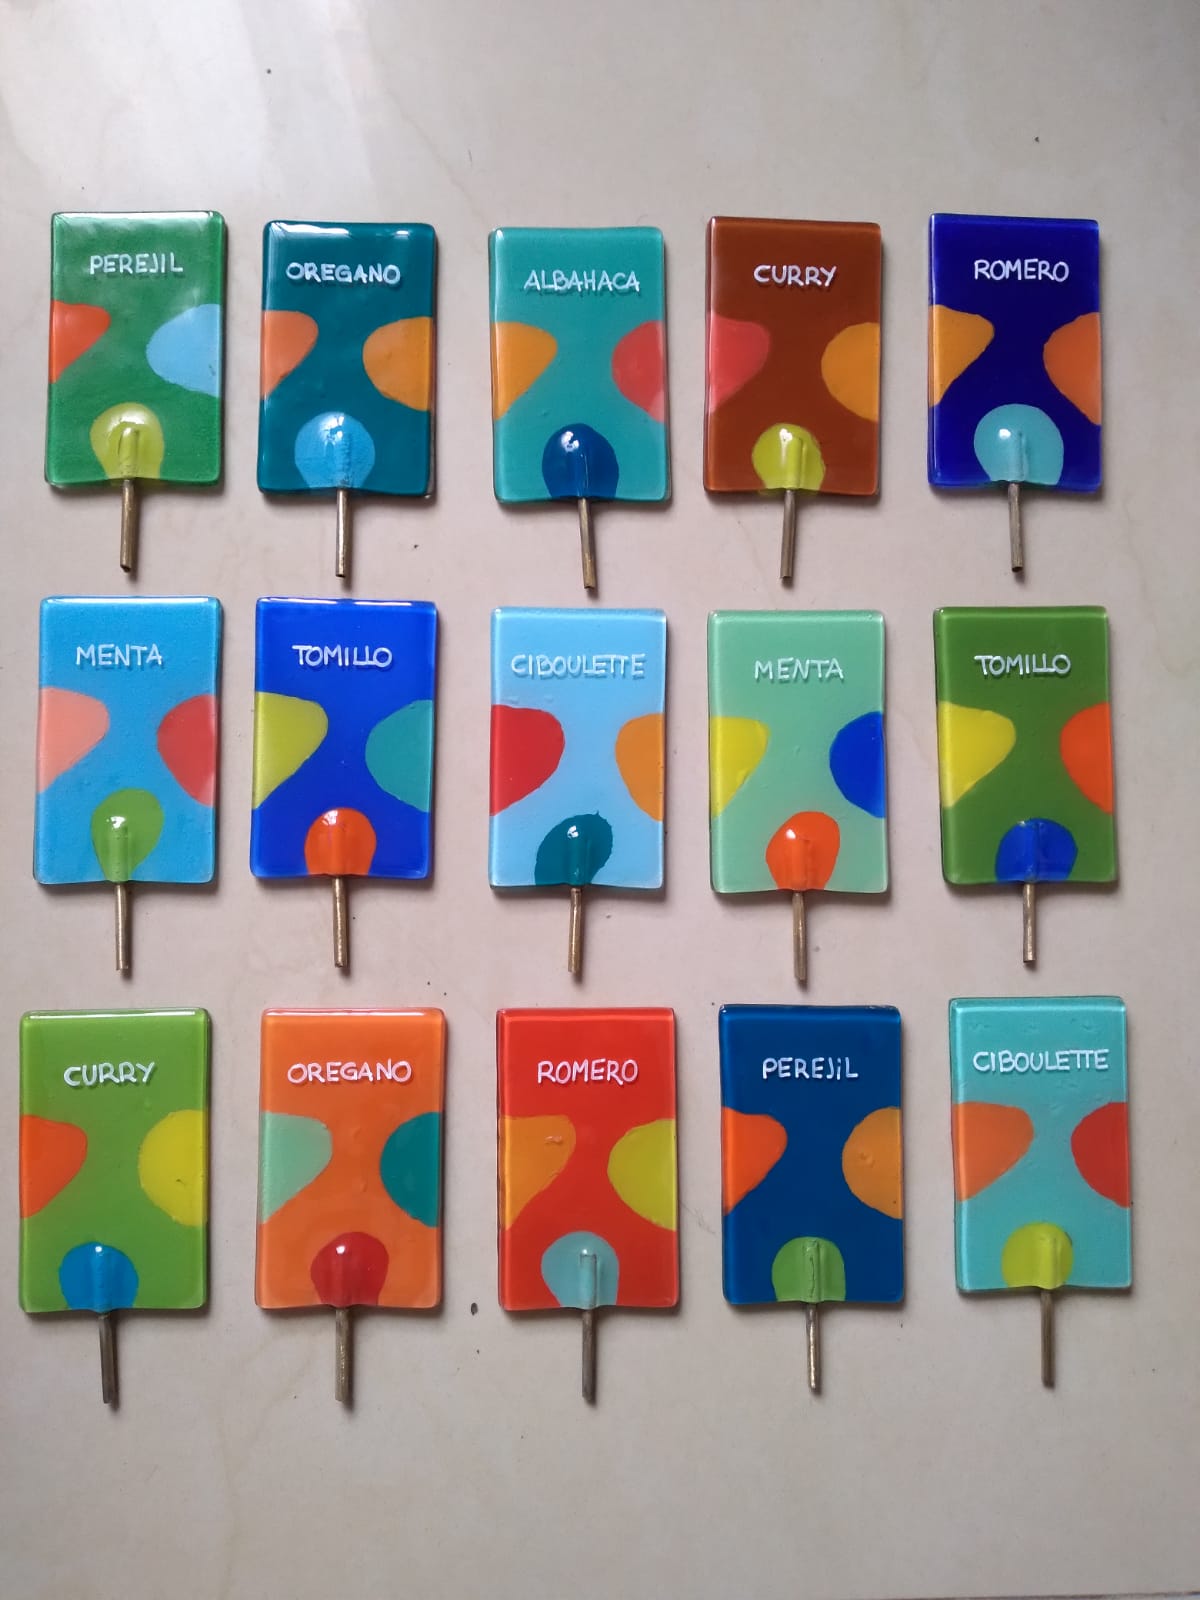 PEREJIL
OREGANO
ALBAHACA
CURRY
ROMERO
MENTA
TOMILLO
CIBOULETTE
MENTA
TOMILLO
CURRY
OREGANO
ROMERO
PEREJiL
CIBOULETTE